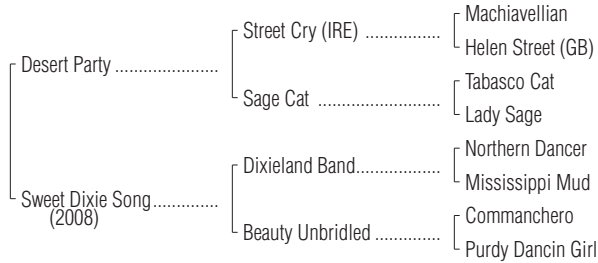 Machiavellian
Street Cry (IRE) ..................
Helen Street (GB)
Desert Party .........................
Tabasco Cat
Sage Cat .............................
Lady Sage
Northern Dancer
Dixieland Band....................
Mississippi Mud
Sweet Dixie Song...............
(2008)
Commanchero
Beauty Unbridled ...............
Purdy Dancin Girl